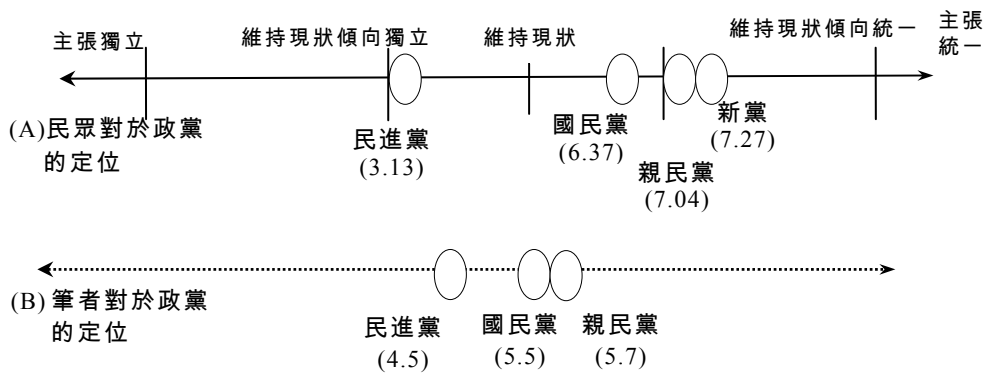 主張獨立
維持現狀傾向獨立
維持現狀
維持現狀傾向統一
主張
統一
(A)民眾對於政黨
的定位
民進黨
(3.13)
國民黨
(6.37)
親民黨
(7.04)
新黨
(7.27)
(B)筆者對於政黨
的定位
民進黨
(4.5)
國民黨
(5.5)
親民黨
(5.7)